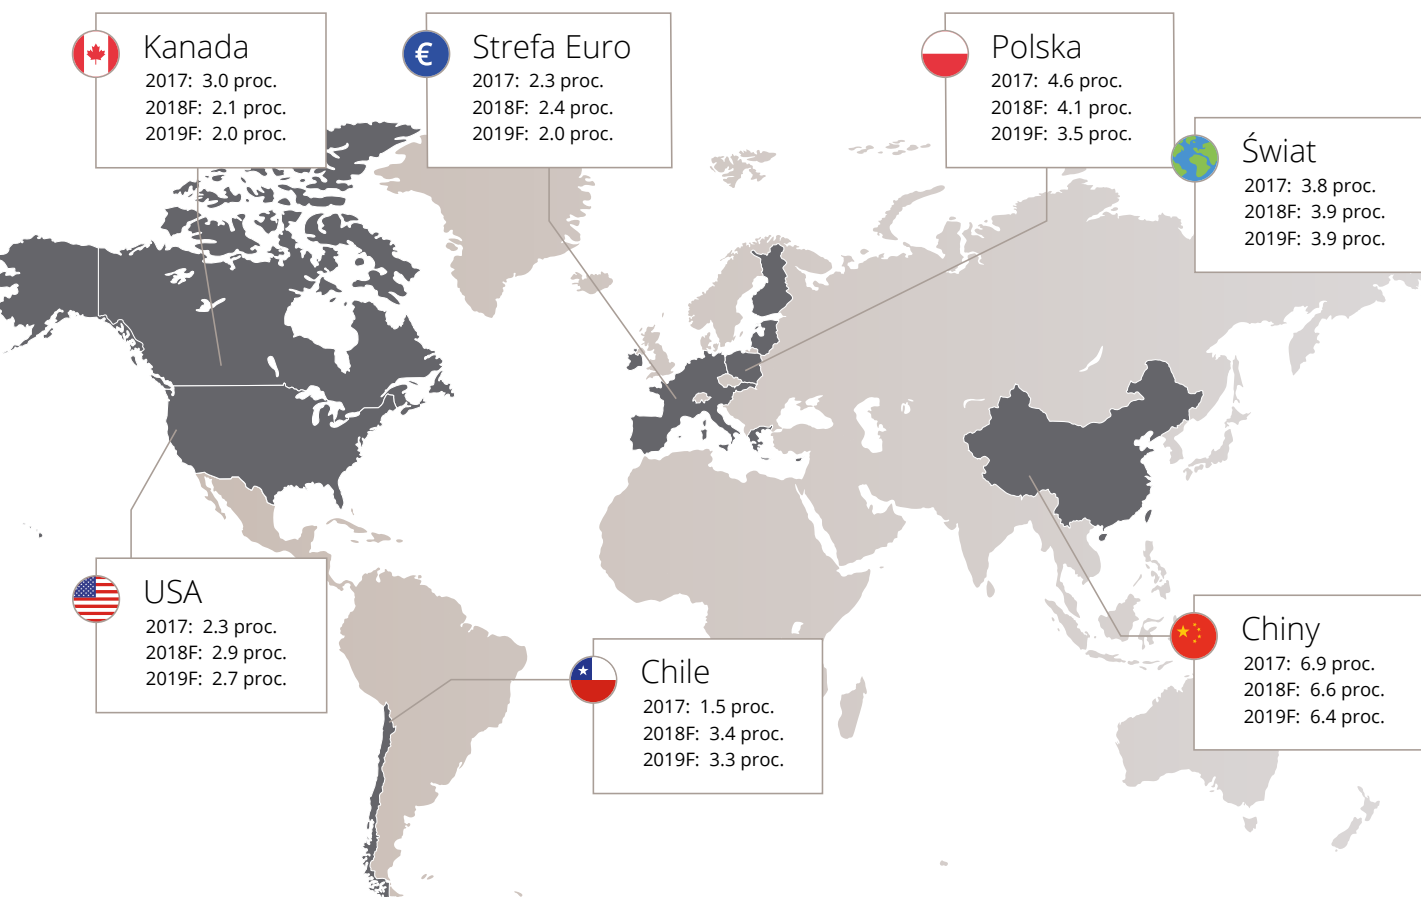 Kanada
2017: 3.0 proc.
2018F: 2.1 proc.
2019F: 2.0 proc.
€
Strefa Euro
2017: 2.3 proc.
2018F: 2.4 proc.
2019F: 2.0 proc.
Polska
2017: 4.6 proc.
2018F: 4.1 proc.
2019F: 3.5 proc.
Świat
2017: 3.8 proc.
2018F: 3.9 proc.
2019F: 3.9 proc.
USA
2017: 2.3 proc.
2018F: 2.9 proc.
2019F: 2.7 proc.
Chile
2017: 1.5 proc.
2018F: 3.4 proc.
2019F: 3.3 proc.
Chiny
2017: 6.9 proc.
2018F: 6.6 proc.
2019F: 6.4 proc.